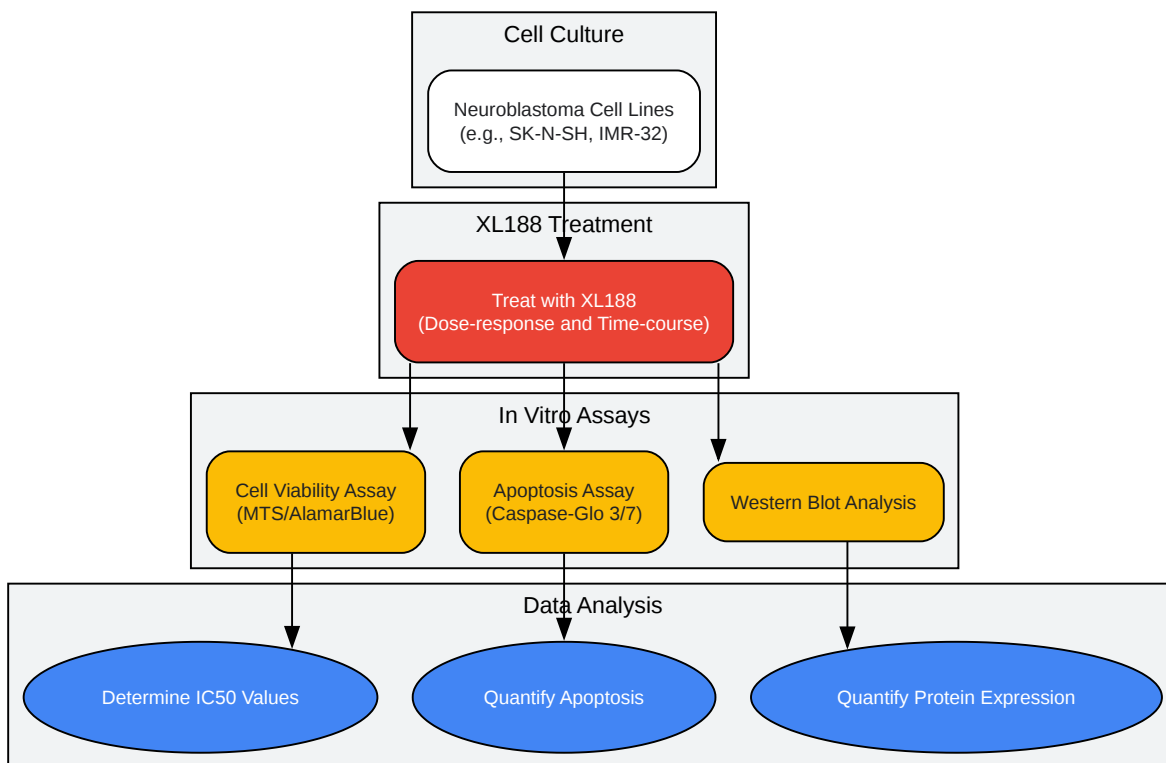 Cell Culture
Neuroblastoma Cell Lines
(e.g., SK-N-SH, IMR-32)
XL188 Treatment
Treat with XL188
(Dose-response and Time-course)
In Vitro Assays
Cell Viability Assay
(MTS/AlamarBlue)
Apoptosis Assay
(Caspase-Glo 3/7)
Western Blot Analysis
Data Analysis
Determine IC50 Values
Quantify Apoptosis
Quantify Protein Expression